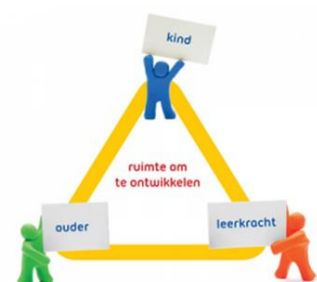 kind
ruimte om
te ontwikkelen
ouder
leerkracht